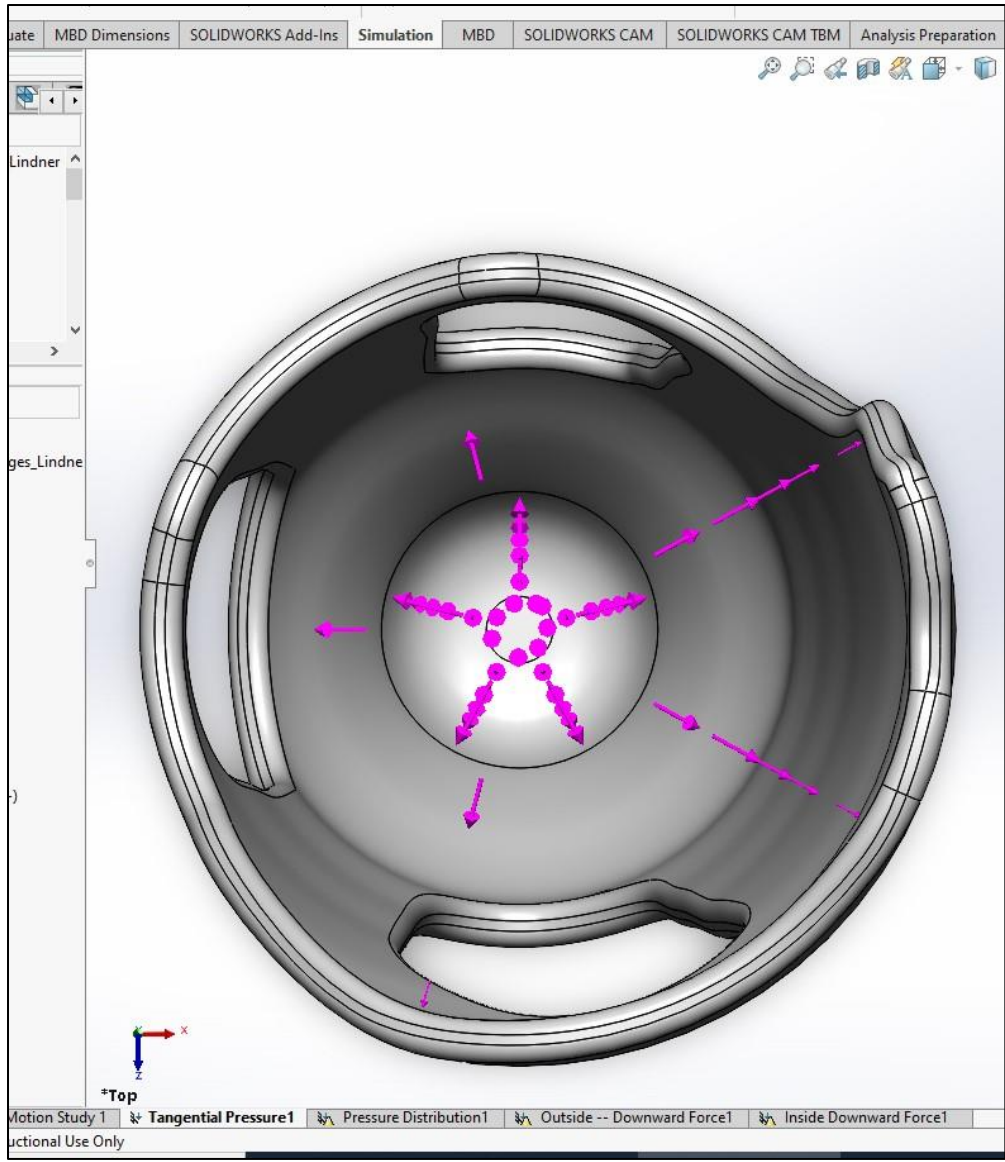 uate MBD Dimensions SOLIDWORKS Add-Ins Simulation MBD SOLIDWORKS CAM SOLIDWORKS CAM TBM Analysis Preparation
Lindner
ges_Lindne
-)
Y X
Z
*Top
Motion Study 1 Tangential Pressure1 Pressure Distribution1 Outside -- Downward Force1 Inside Downward Force1
uctional Use Only